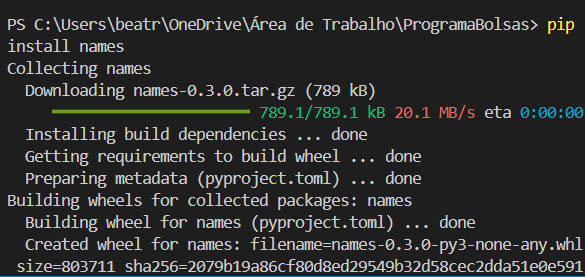 PS C:\Users\beatr\OneDrive\Área de Trabalho\ProgramaBolsas> pip
install names
Collecting names
  Downloading names-0.3.0.tar.gz (789 kB)
     789.1/789.1 kB 20.1 MB/s eta 0:00:00
  Installing build dependencies ... done
  Getting requirements to build wheel ... done
  Preparing metadata (pyproject.toml) ... done
Building wheels for collected packages: names
  Building wheel for names (pyproject.toml) ... done
  Created wheel for names: filename=names-0.3.0-py3-none-any.whl
 size=803711 sha256=2079b19a86cf80d8ed29549b32d58cec2dda51e0e591